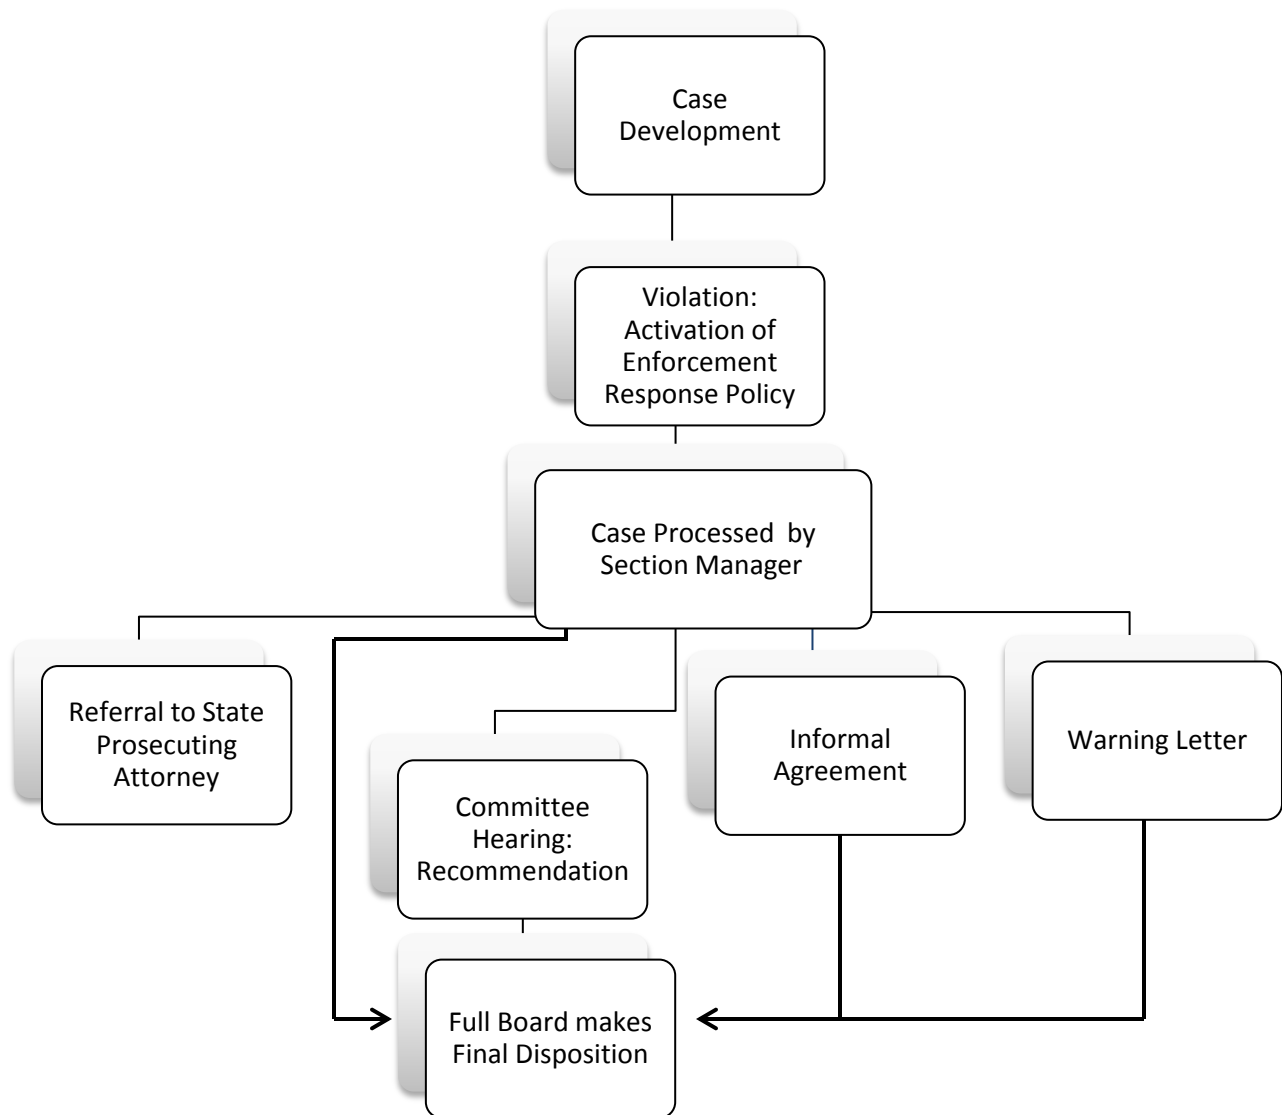 Case
Development
Violation:
Activation of
Enforcement
Response Policy
Case Processed  by
Section Manager
Referral to State
Prosecuting
Attorney
Committee
Hearing:
Recommendation
Informal
Agreement
Warning Letter
Full Board makes
Final Disposition